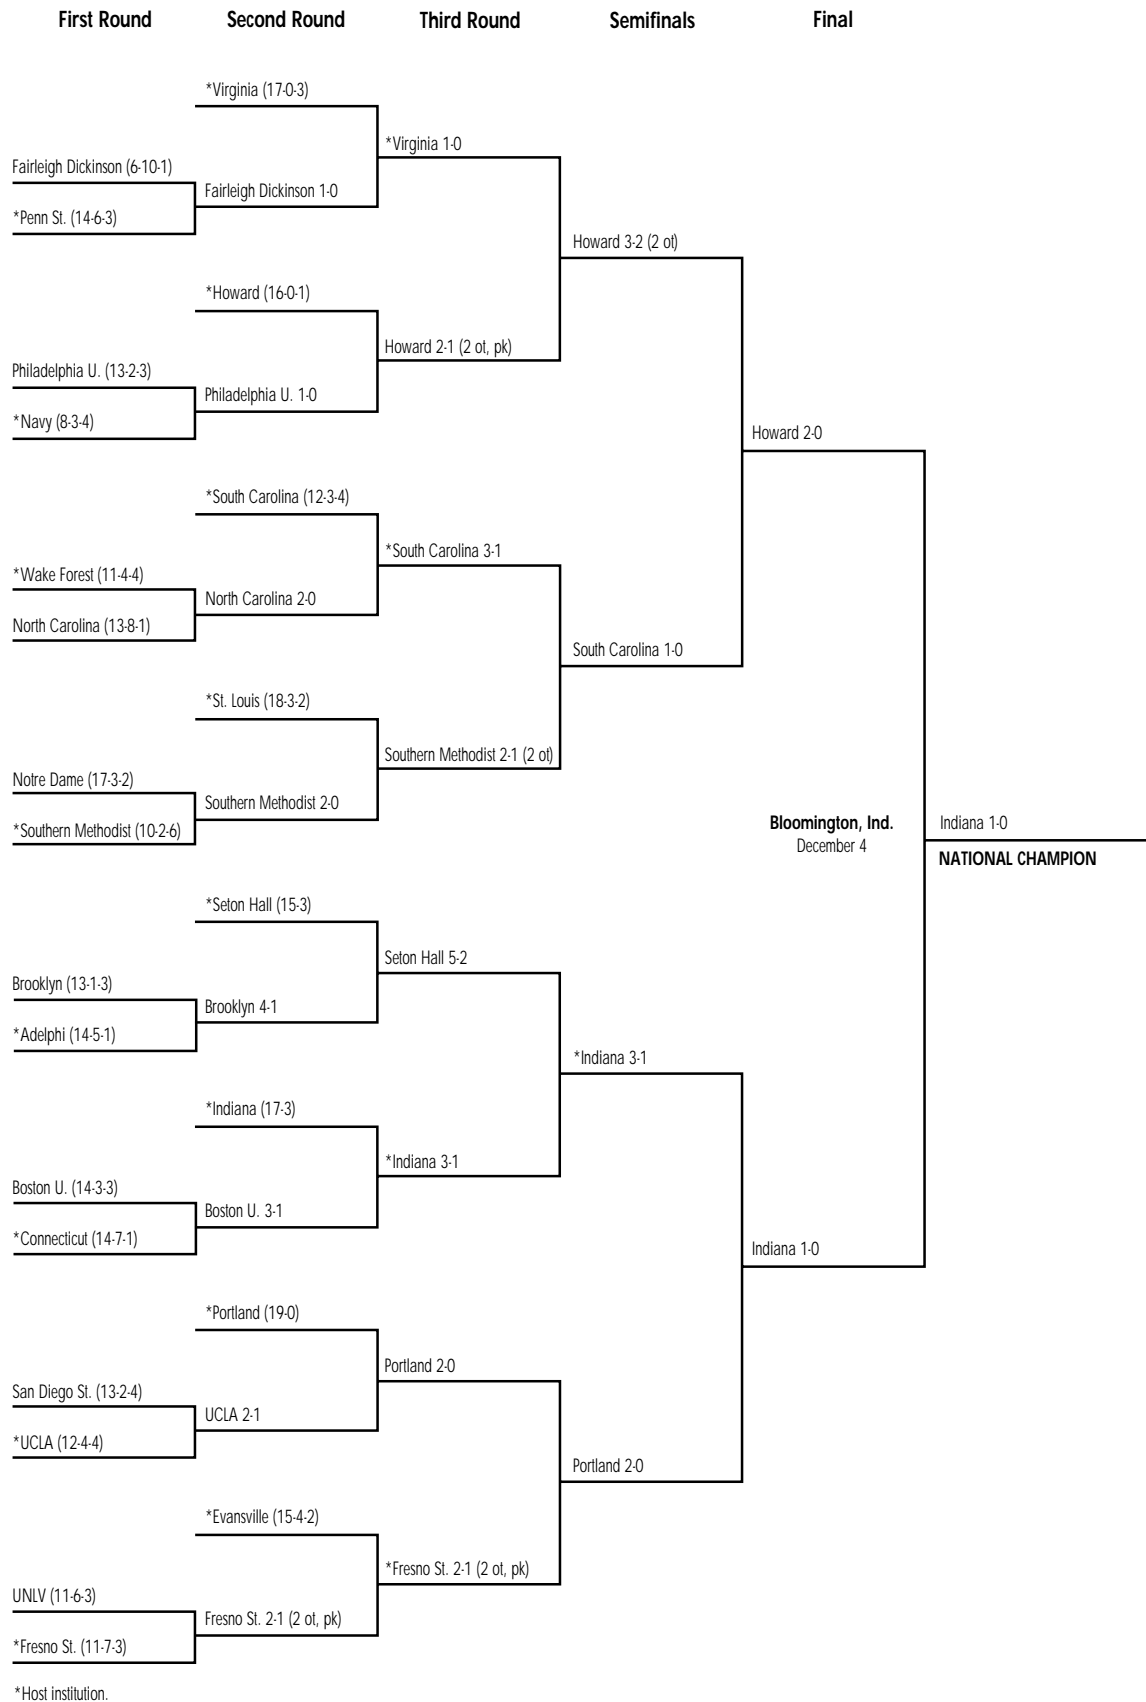 First Round Second Round Third Round Semifinals Final
*Virginia (17-0-3)
*Virginia 1-0
Fairleigh Dickinson (6-10-1)
Fairleigh Dickinson 1-0
*Penn St. (14-6-3)
Howard 3-2 (2 ot)
*Howard (16-0-1)
Howard 2-1 (2 ot, pk)
Philadelphia U. (13-2-3)
Philadelphia U. 1-0
*Navy (8-3-4)
Howard 2-0
*South Carolina (12-3-4)
*South Carolina 3-1
*Wake Forest (11-4-4)
North Carolina 2-0
North Carolina (13-8-1)
South Carolina 1-0
*St. Louis (18-3-2)
Southern Methodist 2-1 (2 ot)
Notre Dame (17-3-2)
Southern Methodist 2-0
*Southern Methodist (10-2-6)
Bloomington, Ind.
December 4
Indiana 1-0
NATIONAL CHAMPION
*Seton Hall (15-3)
Seton Hall 5-2
Brooklyn (13-1-3)
Brooklyn 4-1
*Adelphi (14-5-1)
*Indiana 3-1
*Indiana (17-3)
*Indiana 3-1
Boston U. (14-3-3)
Boston U. 3-1
*Connecticut (14-7-1)
Indiana 1-0
*Portland (19-0)
Portland 2-0
San Diego St. (13-2-4)
UCLA 2-1
*UCLA (12-4-4)
Portland 2-0
*Evansville (15-4-2)
*Fresno St. 2-1 (2 ot, pk)
UNLV (11-6-3)
Fresno St. 2-1 (2 ot, pk)
*Fresno St. (11-7-3)
*Host institution.